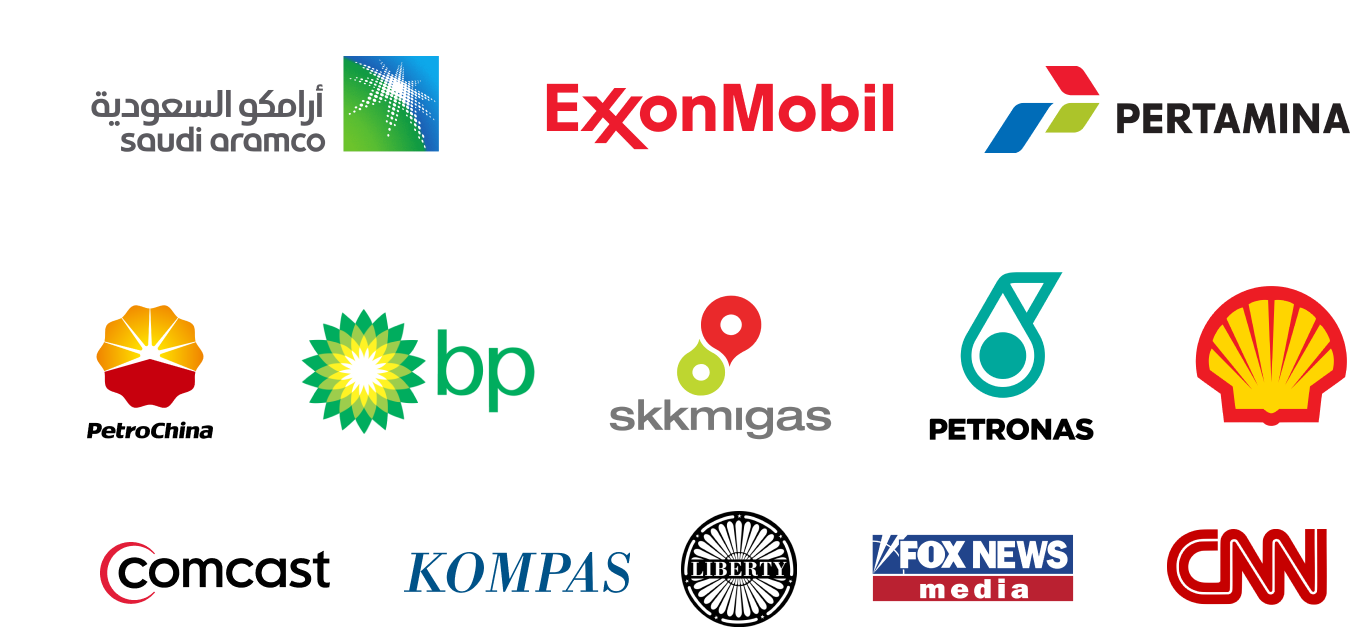 أرامكو السعودية
saudi aramco
ExxonMobil
PERTAMINA
PetroChina
bp
skkmigas
PETRONAS
comcast
KOMPAS
LIBERTY
FOX NEWS
media
CNN